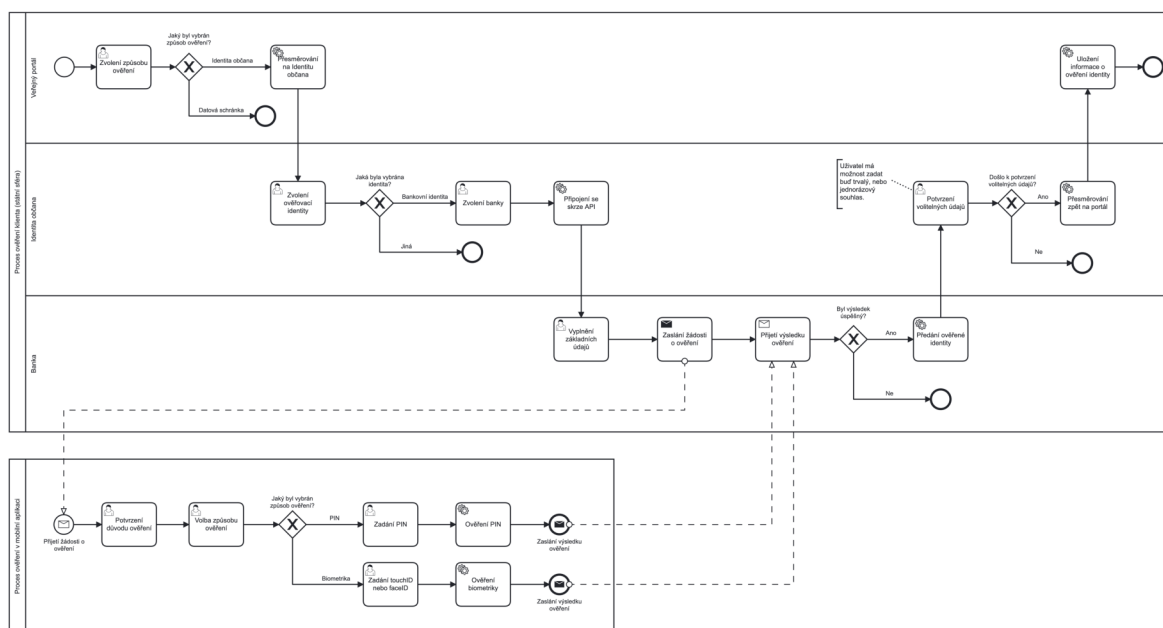 Proces ověření klienta (státní sféra)
Veřejný portál
Zvolení způsobu
ověření
Jaký byl vybrán
způsob ověření?
Identita občana
Datová schránka
Přesměrování
na Identitu
občana
Uložení
informace o
ověření identity
Identita občana
Zvolení
ověřovací
identity
Jaká byla vybrána
identita?
Bankovní identita
Jiná
Zvolení banky
Připojení se
skrze API
Uživatel má
možnost zadat
buď trvalý, nebo
jednorázový
souhlas.
Potvrzení
volitelných údajů
Došlo k potvrzení
volitelných údajů?
Ano
Ne
Přesměrování
zpět na portál
Banka
Vyplnění
základních
údajů
Zaslání žádosti
o ověření
Přijetí výsledku
ověření
Byl výsledek
úspěšný?
Ano
Ne
Předání ověřené
identity
Proces ověření v mobilní aplikaci
Přijetí žádosti o
ověření
Potvrzení
důvodu ověření
Volba způsobu
ověření
Jaký byl vybrán
způsob ověření?
PIN
Zadání PIN
Ověření PIN
Zaslání výsledku
ověření
Biometrika
Zadání touchID
nebo faceID
Ověření
biometriky
Zaslání výsledku
ověření